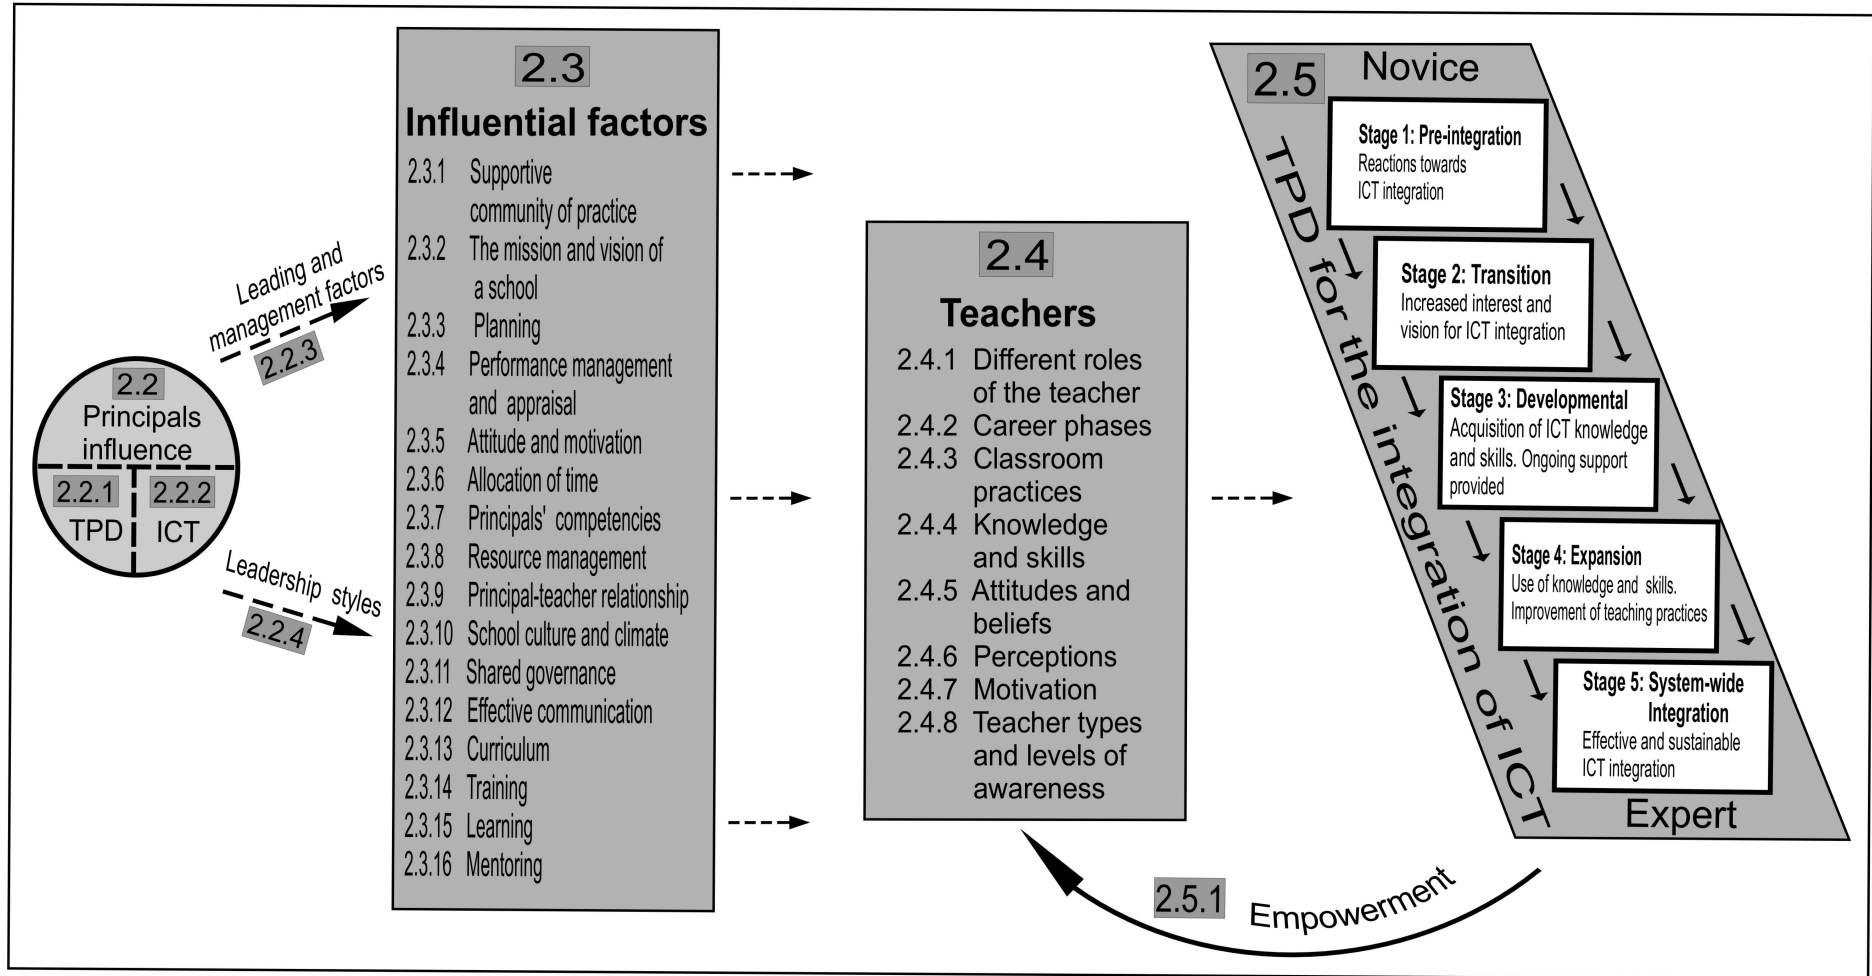 2.2
Principals
influence
2.2.1
TPD
2.2.2
ICT
Leading and
management factors
2.2.3
Leadership styles
2.2.4
2.3
Influential factors
2.3.1 Supportive
community of practice
2.3.2 The mission and vision of
a school
2.3.3 Planning
2.3.4 Performance management
and appraisal
2.3.5 Attitude and motivation
2.3.6 Allocation of time
2.3.7 Principals' competencies
2.3.8 Resource management
2.3.9 Principal-teacher relationship
2.3.10 School culture and climate
2.3.11 Shared governance
2.3.12 Effective communication
2.3.13 Curriculum
2.3.14 Training
2.3.15 Learning
2.3.16 Mentoring
2.4
Teachers
2.4.1 Different roles
of the teacher
2.4.2 Career phases
2.4.3 Classroom
practices
2.4.4 Knowledge
and skills
2.4.5 Attitudes and
beliefs
2.4.6 Perceptions
2.4.7 Motivation
2.4.8 Teacher types
and levels of
awareness
2.5
Novice
TPD for the integration of ICT
Stage 1: Pre-integration
Reactions towards
ICT integration
Stage 2: Transition
Increased interest and
vision for ICT integration
Stage 3: Developmental
Acquisition of ICT knowledge
and skills. Ongoing support
provided
Stage 4: Expansion
Use of knowledge and skills.
Improvement of teaching practices
Stage 5: System-wide
Integration
Effective and sustainable
ICT integration
Expert
2.5.1
Empowerment